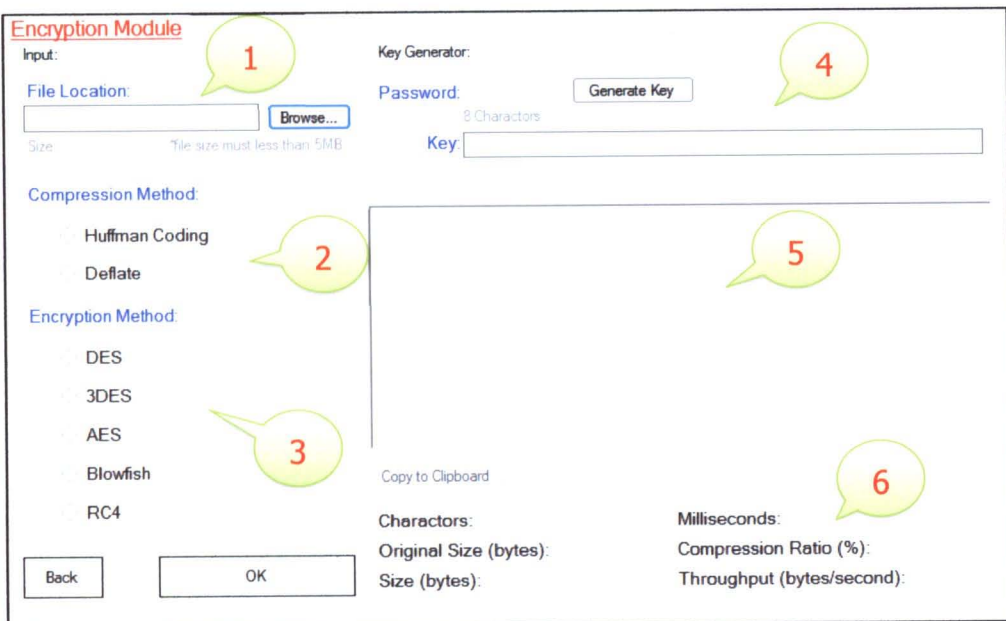 Encryption Module
Input:
1
File Location:
Browse...
Size
*file size must less than 5MB
Compression Method:
Huffman Coding
Deflate
2
Encryption Method:
DES
3DES
AES
Blowfish
RC4
3
Back
OK
Key Generator:
4
Password:
Generate Key
8 Charactors
Key:
5
Copy to Clipboard
6
Charactors:
Milliseconds:
Original Size (bytes):
Compression Ratio (%):
Size (bytes):
Throughput (bytes/second):